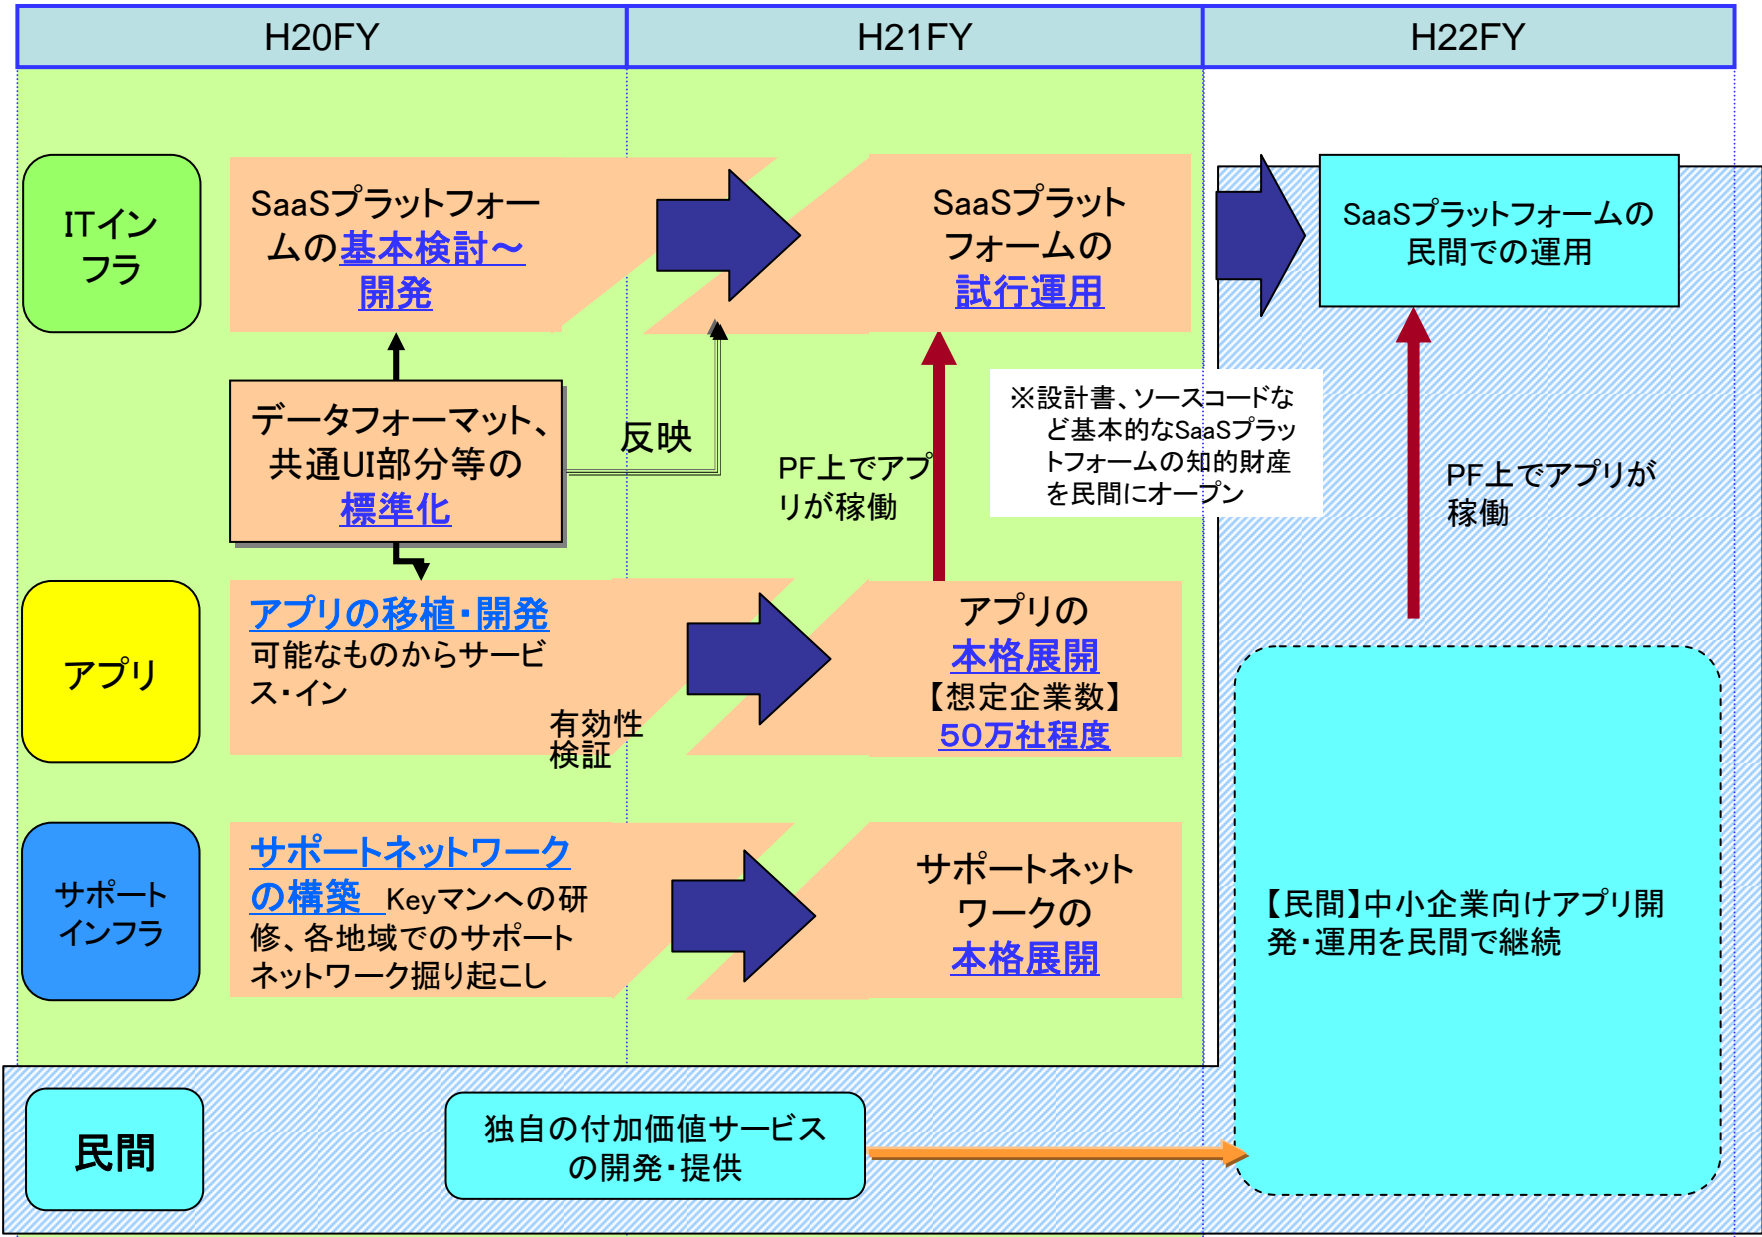 H20FY
H21FY
H22FY
ITイン
フラ
SaaSプラットフォー
ムの基本検討～
開発
SaaSプラット
フォームの
試行運用
SaaSプラットフォームの
民間での運用
データフォーマット、
共通UI部分等の
標準化
反映
PF上でアプ
リが稼働
※設計書、ソースコードな
ど基本的なSaaSプラッ
トフォームの知的財産
を民間にオープン
PF上でアプリが
稼働
アプリ
アプリの移植・開発
可能なものからサービ
ス・イン
有効性
検証
アプリの
本格展開
【想定企業数】
50万社程度
サポート
インフラ
サポートネットワーク
の構築 Keyマンへの研
修、各地域でのサポート
ネットワーク掘り起こし
サポートネット
ワークの
本格展開
【民間】中小企業向けアプリ開
発・運用を民間で継続
民間
独自の付加価値サービス
の開発・提供